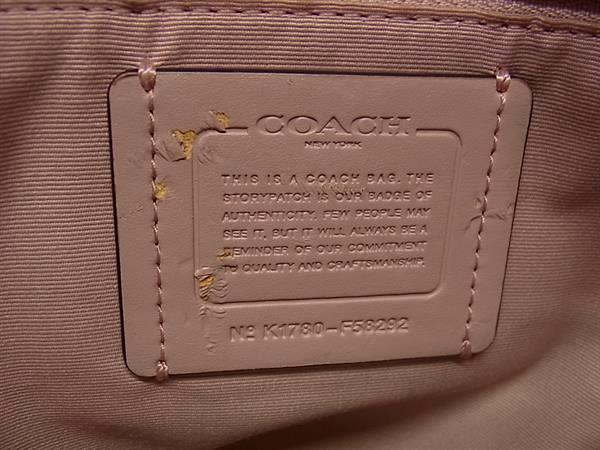 COACH
NEW YORK
THIS IS A COACH BAG. THE
STORYPATCH IS OUR BADGE OF
AUTHENTICITY. FEW PEOPLE MAY
SEE IT, BUT IT WILL ALWAYS BE A
REMINDER OF OUR COMMITMENT
TO QUALITY AND CRAFTSMANSHIP.
Nº K1780-F58292